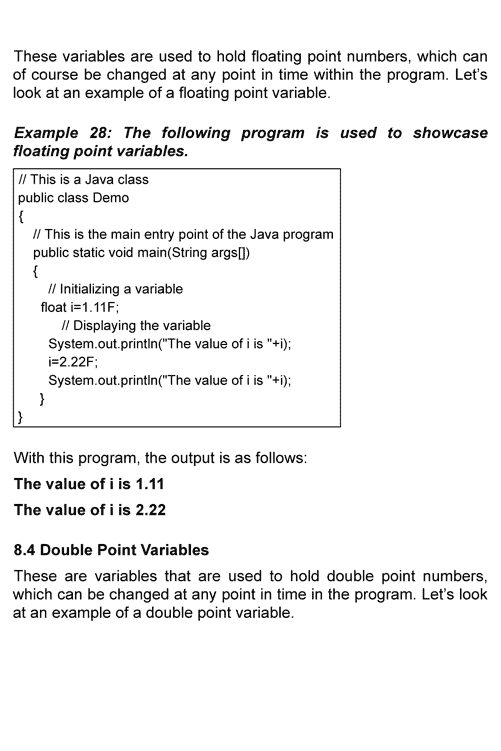 These variables are used to hold floating point numbers, which can
of course be changed at any point in time within the program. Let's
look at an example of a floating point variable.
Example 28: The following program is used to showcase
floating point variables.
// This is a Java class
public class Demo
{
// This is the main entry point of the Java program
public static void main(String args[])
{
// Initializing a variable
float i=1.11F;
// Displaying the variable
System.out.println("The value of i is "+i);
i=2.22F;
System.out.println("The value of i is "+i);
}
}
With this program, the output is as follows:
The value of i is 1.11
The value of i is 2.22
8.4 Double Point Variables
These are variables that are used to hold double point numbers,
which can be changed at any point in time in the program. Let's look
at an example of a double point variable.